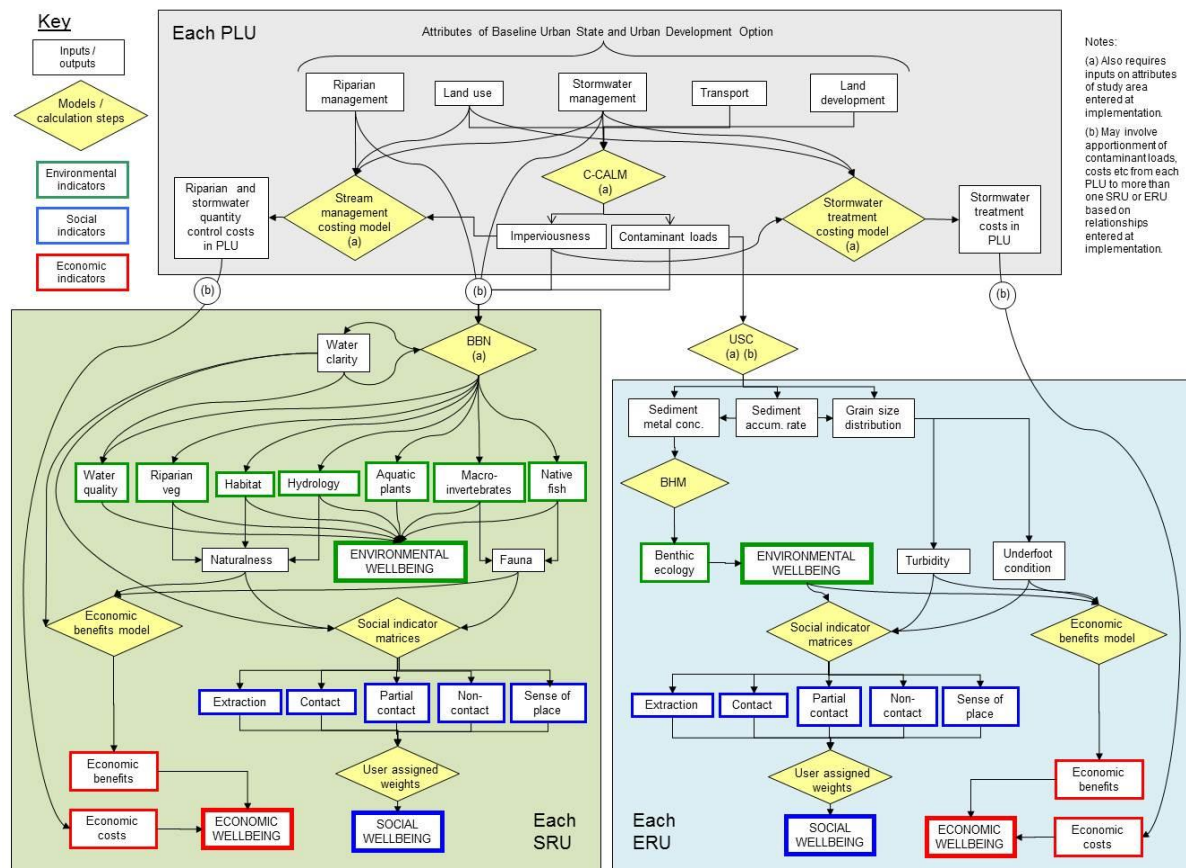 Key
Inputs /
outputs
Models /
calculation steps
Environmental
indicators
Social
indicators
Economic
indicators
Each PLU
Attributes of Baseline Urban State and Urban Development Option
Riparian
management
Land use
Stormwater
management
Transport
Land
development
C-CALM
(a)
Riparian and
stormwater
quantity
control costs
in PLU
Stream
management
costing model
(a)
Imperviousness
Contaminant loads
Stormwater
treatment
costing model
(a)
Stormwater
treatment
costs in
PLU
Notes:
(a) Also requires
inputs on attributes
of study area
entered at
implementation.
(b) May involve
apportionment of
contaminant loads,
costs etc from each
PLU to more than
one SRU or ERU
based on
relationships
entered at
implementation.
(b)
(b)
(b)
Water
clarity
BBN
(a)
Water
quality
Riparian
veg
Habitat
Hydrology
Aquatic
plants
Macro-
invertebrates
Native
fish
Naturalness
ENVIRONMENTAL
WELLBEING
Fauna
Economic
benefits model
Social indicator
matrices
Extraction
Contact
Partial
contact
Non-
contact
Sense of
place
Economic
benefits
User assigned
weights
Economic
costs
ECONOMIC
WELLBEING
SOCIAL
WELLBEING
Each
SRU
USC
(a) (b)
Sediment
metal conc.
Sediment
accum. rate
Grain size
distribution
BHM
Benthic
ecology
ENVIRONMENTAL
WELLBEING
Turbidity
Underfoot
condition
Social indicator
matrices
Economic
benefits model
Extraction
Contact
Partial
contact
Non-
contact
Sense of
place
User assigned
weights
Economic
benefits
SOCIAL
WELLBEING
ECONOMIC
WELLBEING
Economic
costs
Each
ERU